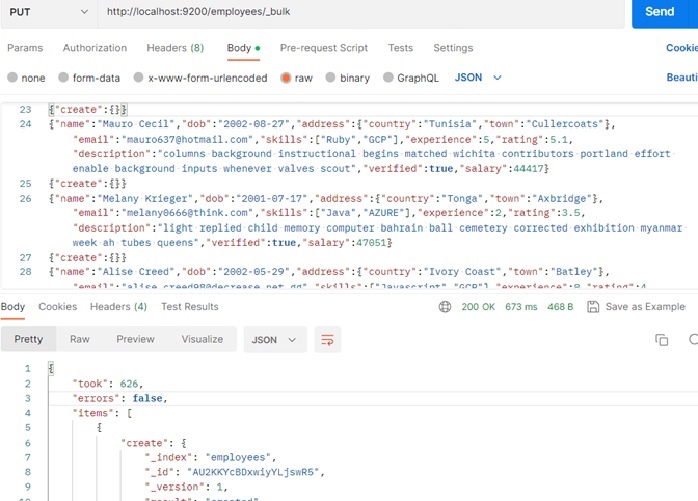 PUT http://localhost:9200/employees/_bulk Send
Params Authorization Headers (8) Body Pre-request Script Tests Settings Cookie
none form-data x-www-form-urlencoded raw binary GraphQL JSON Beauti
23 {"create":{}}
24 {"name":"Mauro Cecil","dob":"2002-08-27","address":{"country":"Tunisia","town":"Cullercoats"},
"email":"mauro637@hotmail.com","skills":["Ruby","GCP"],"experience":5,"rating":5.1,
"description":"columns background instructional begins matched wichita contributors portland effort
enable background inputs whenever valves scout","verified":true,"salary":44417}
25 {"create":{}}
26 {"name":"Melany Krieger","dob":"2001-07-17","address":{"country":"Tonga","town":"Axbridge"},
"email":"melany0666@think.com","skills":["Java","AZURE"],"experience":2,"rating":3.5,
"description":"light replied child memory computer bahrain ball cemetery corrected exhibition myanmar
week ah tubes queens","verified":true,"salary":47051}
27 {"create":{}}
28 {"name":"Alise Creed","dob":"2002-05-29","address":{"country":"Ivory Coast","town":"Batley"},
"skills":["Javascript","GCP"],"experience":
Body Cookies Headers (4) Test Results 200 OK 673 ms 468 B Save as Example
Pretty Raw Preview Visualize JSON
1 {
2 "took": 626,
3 "errors": false,
4 "items": [
5 {
6 "create": {
7 "_index": "employees",
8 "_id": "AU2KKYcBDxwiyYLjswR5",
9 "_version": 1,